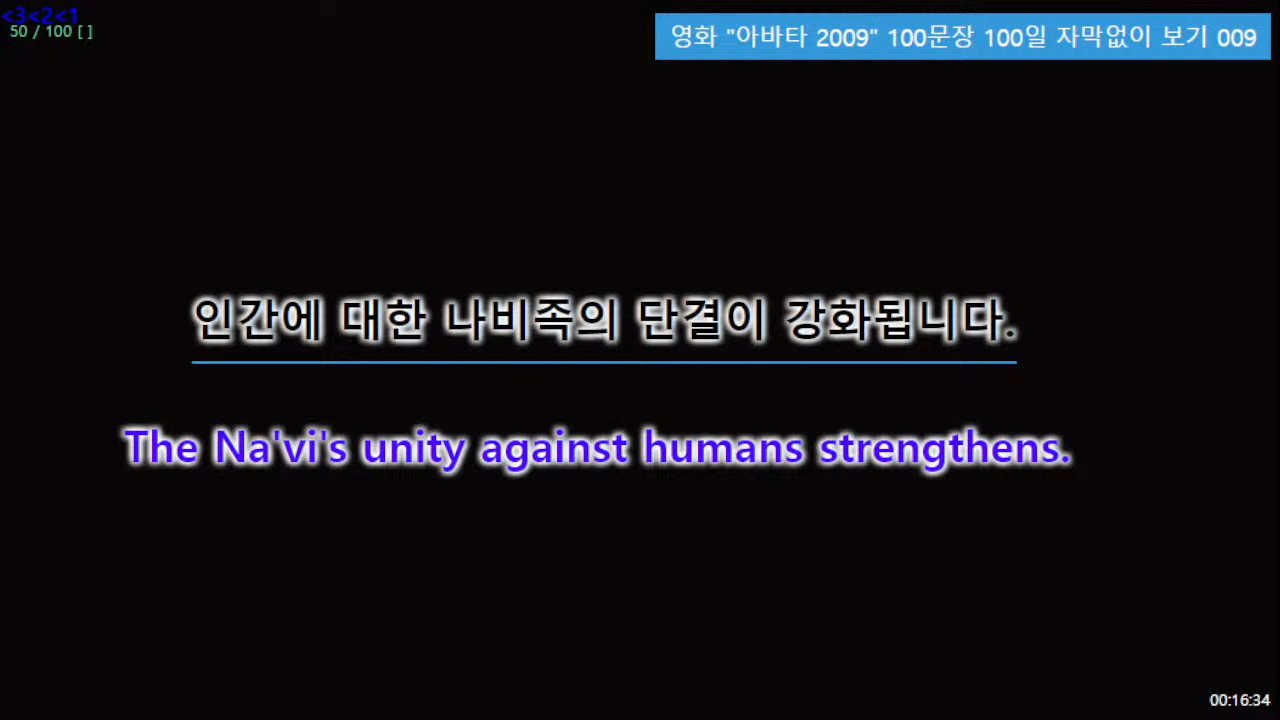 <3<2<1
50 / 100 [ ]
영화 "아바타 2009" 100문장 100일 자막없이 보기 009
인간에 대한 나비족의 단결이 강화됩니다.
The Na'vi's unity against humans strengthens.
00:16:34